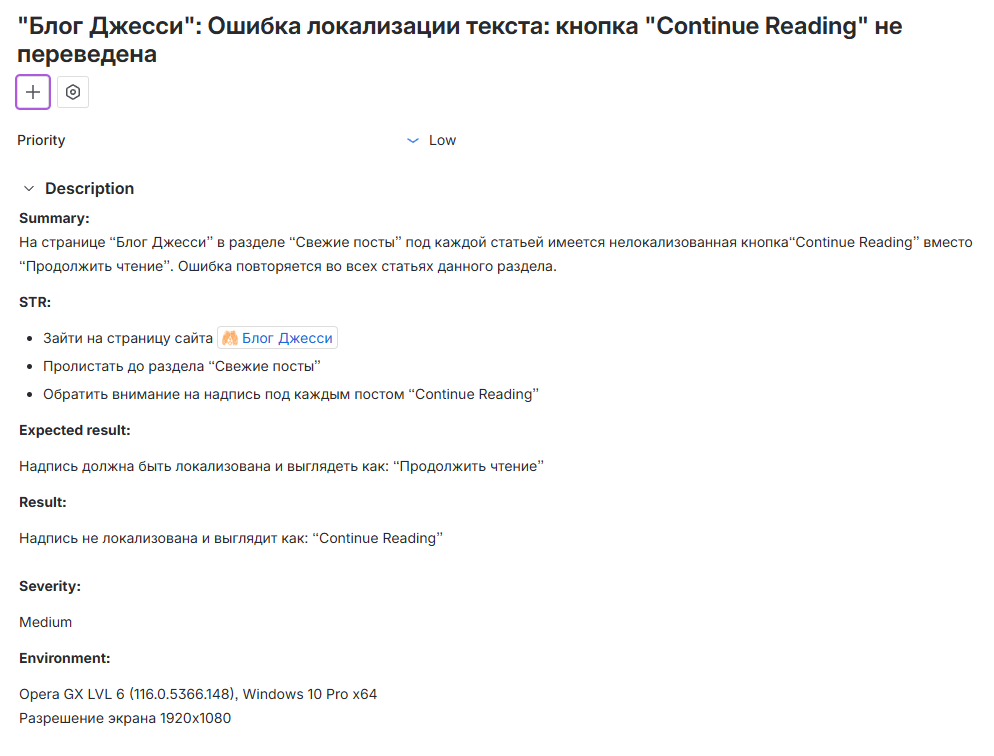 "Блог Джесси": Ошибка локализации текста: кнопка "Continue Reading" не
переведена
Priority
Low
Description
Summary:
На странице “Блог Джесси” в разделе “Свежие посты” под каждой статьей имеется нелокализованная кнопка“Continue Reading” вместо
“Продолжить чтение”. Ошибка повторяется во всех статьях данного раздела.
STR:
• Зайти на страницу сайта Блог Джесси
• Пролистать до раздела “Свежие посты”
• Обратить внимание на надпись под каждым постом “Continue Reading”
Expected result:
Надпись должна быть локализована и выглядеть как: “Продолжить чтение”
Result:
Надпись не локализована и выглядит как: “Continue Reading”
Severity:
Medium
Environment:
Opera GX LVL 6 (116.0.5366.148), Windows 10 Pro x64
Разрешение экрана 1920x1080